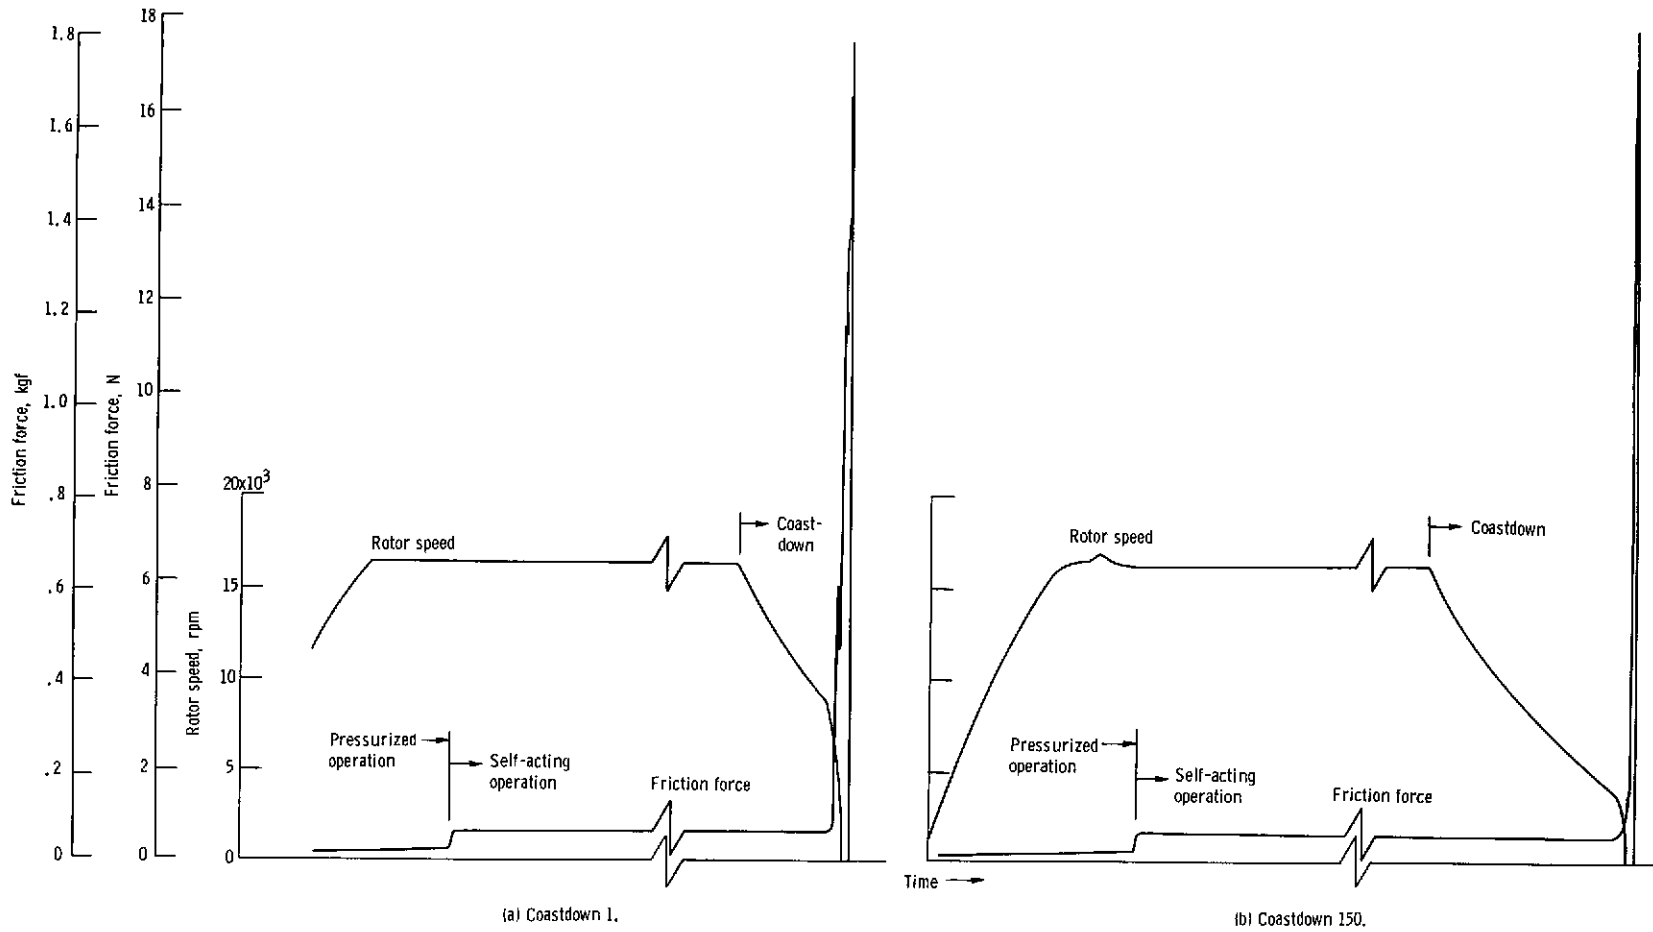 Friction force, kgf
1.8
1.6
1.4
1.2
1.0
.8
.6
.4
.2
0
Friction force, N
18
16
14
12
10
8
6
4
2
0
Rotor speed, rpm
20x10³
15
10
5
0
Rotor speed
Coast-
down
Pressurized
operation
Self-acting
operation
Friction force
(a) Coastdown 1.
Rotor speed
Coastdown
Pressurized
operation
Self-acting
operation
Friction force
Time
(b) Coastdown 150.